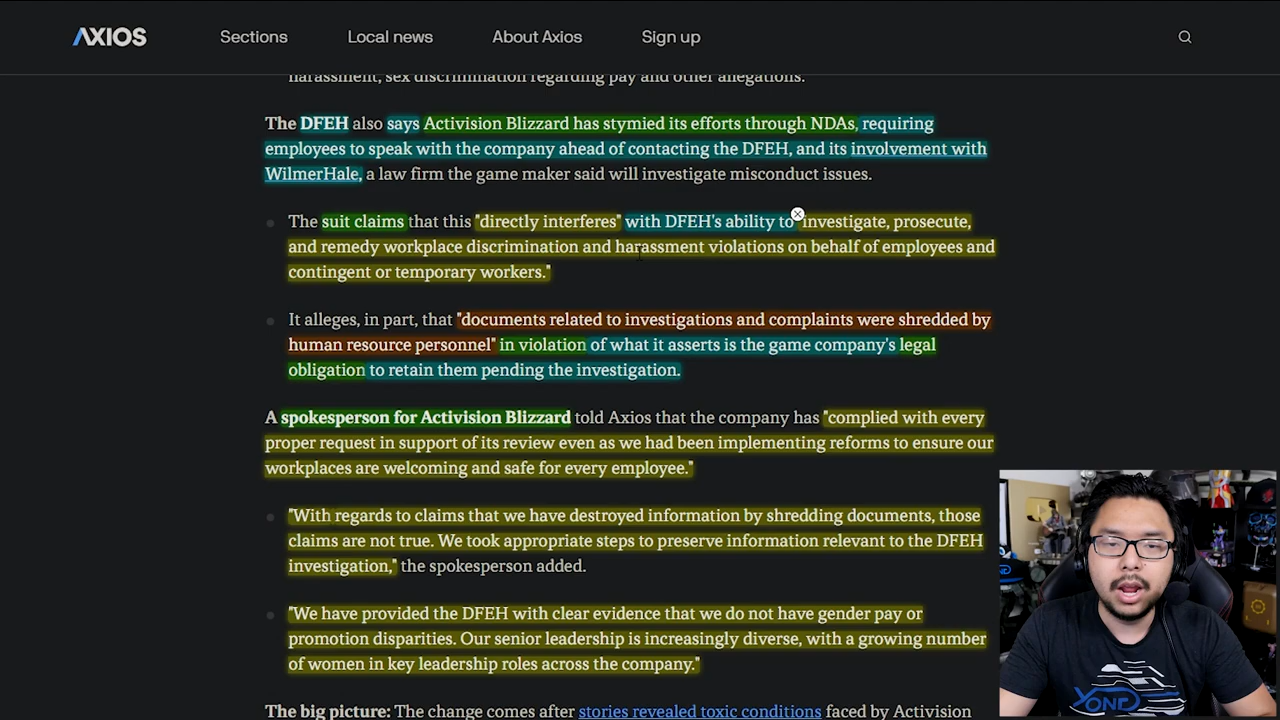 AXIOS
Sections
Local news
About Axios
Sign up
harassment, sex discrimination regarding pay and other allegations.
The DFEH also says Activision Blizzard has stymied its efforts through NDAs, requiring
employees to speak with the company ahead of contacting the DFEH, and its involvement with
WilmerHale, a law firm the game maker said will investigate misconduct issues.
The suit claims that this "directly interferes" with DFEH's ability to investigate, prosecute,
and remedy workplace discrimination and harassment violations on behalf of employees and
contingent or temporary workers."
It alleges, in part, that "documents related to investigations and complaints were shredded by
human resource personnel" in violation of what it asserts is the game company's legal
obligation to retain them pending the investigation.
A spokesperson for Activision Blizzard told Axios that the company has "complied with every
proper request in support of its review even as we had been implementing reforms to ensure our
workplaces are welcoming and safe for every employee."
"With regards to claims that we have destroyed information by shredding documents, those
claims are not true. We took appropriate steps to preserve information relevant to the DFEH
investigation," the spokesperson added.
"We have provided the DFEH with clear evidence that we do not have gender pay or
promotion disparities. Our senior leadership is increasingly diverse, with a growing number
of women in key leadership roles across the company."
The big picture: The change comes after stories revealed toxic conditions faced by Activision
YONG